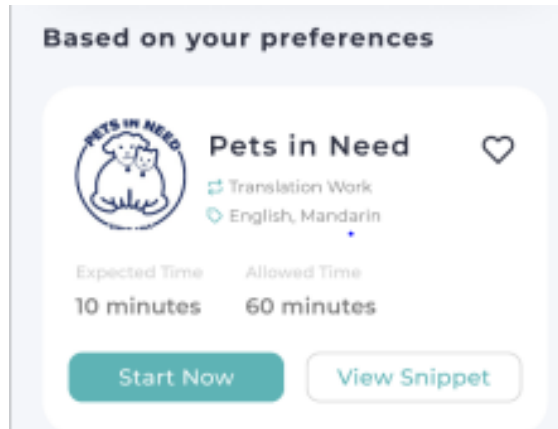 Based on your preferences
PETS IN NEED
Pets in Need
Translation Work
English, Mandarin
Expected Time Allowed Time
10 minutes 60 minutes
Start Now View Snippet